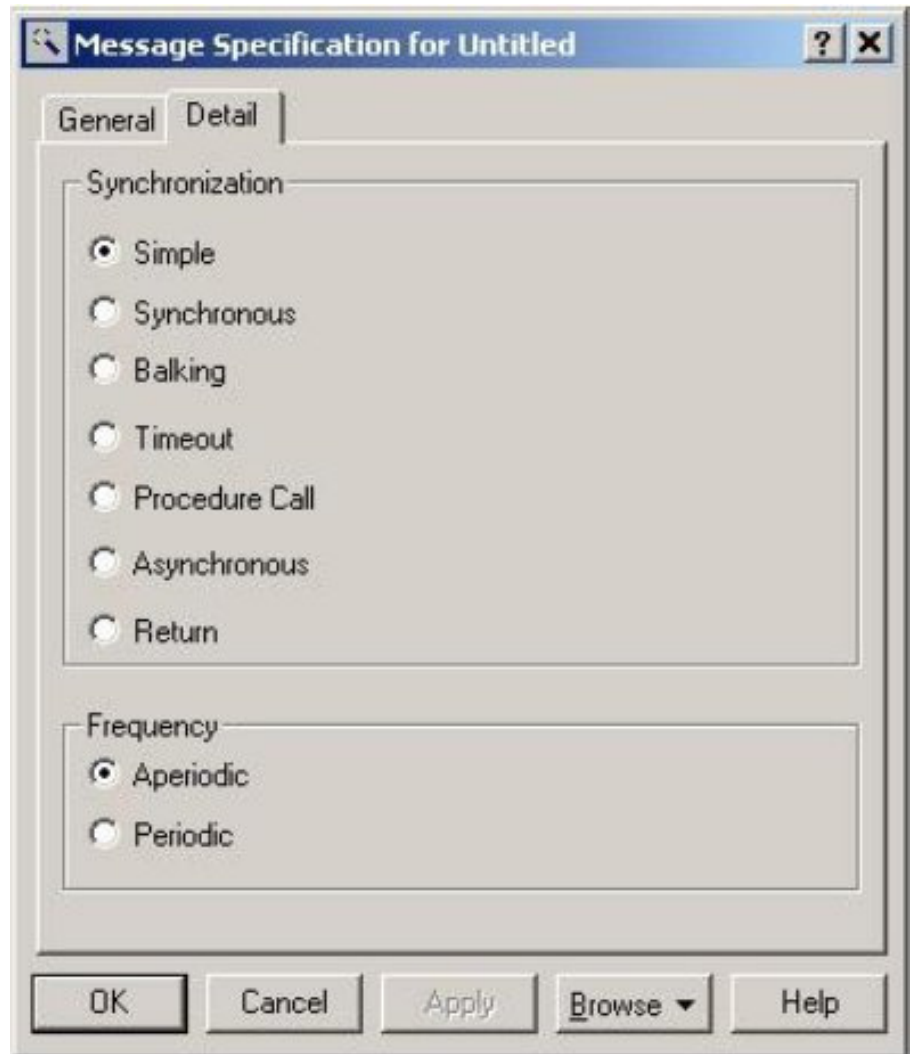 Message Specification for Untitled
General Detail
Synchronization
Simple
Synchronous
Balking
Timeout
Procedure Call
Asynchronous
Return
Frequency
Aperiodic
Periodic
OK Cancel Apply Browse Help